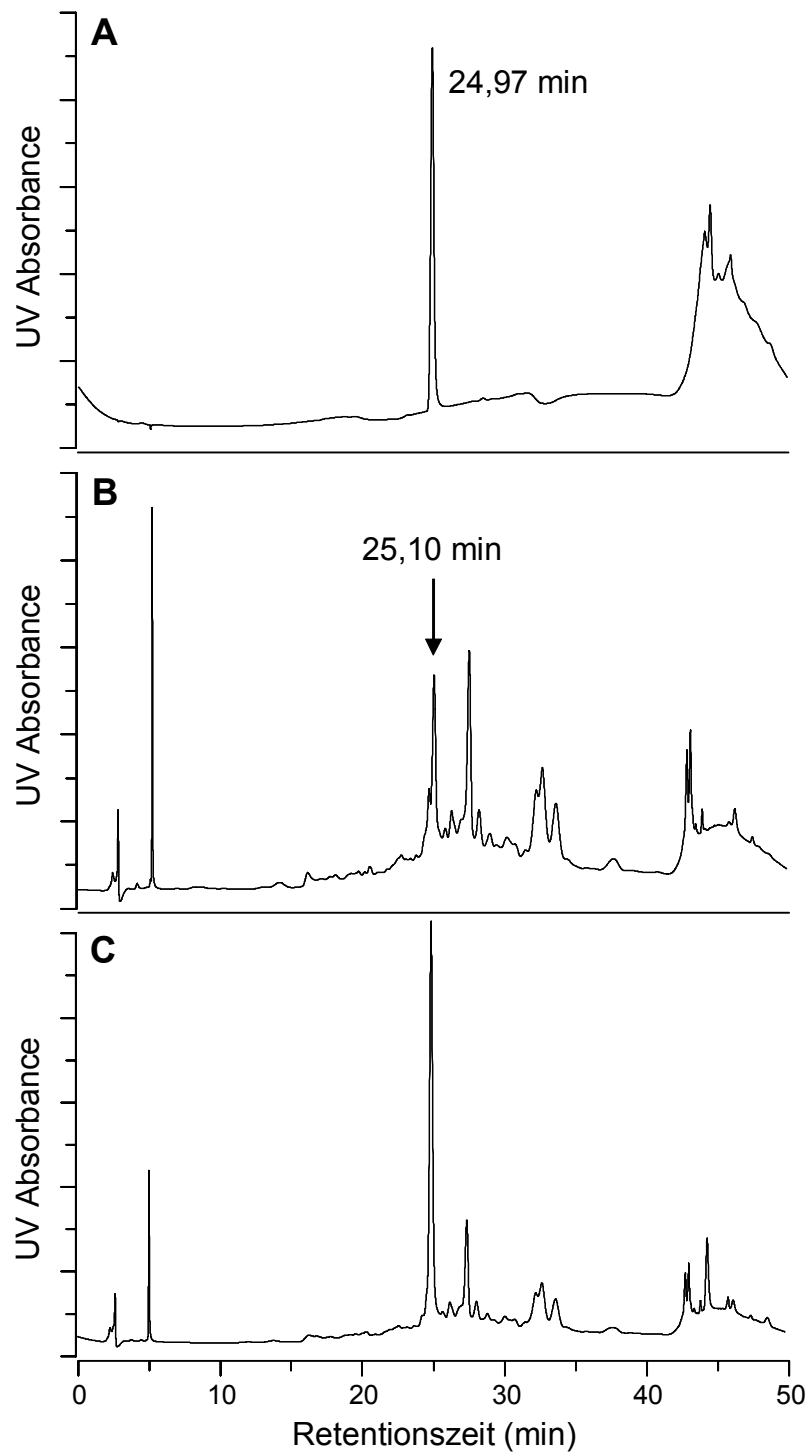 A
24,97 min
UV Absorbance
B
25,10 min
UV Absorbance
C
UV Absorbance
0 10 20 30 40 50
Retentionszeit (min)